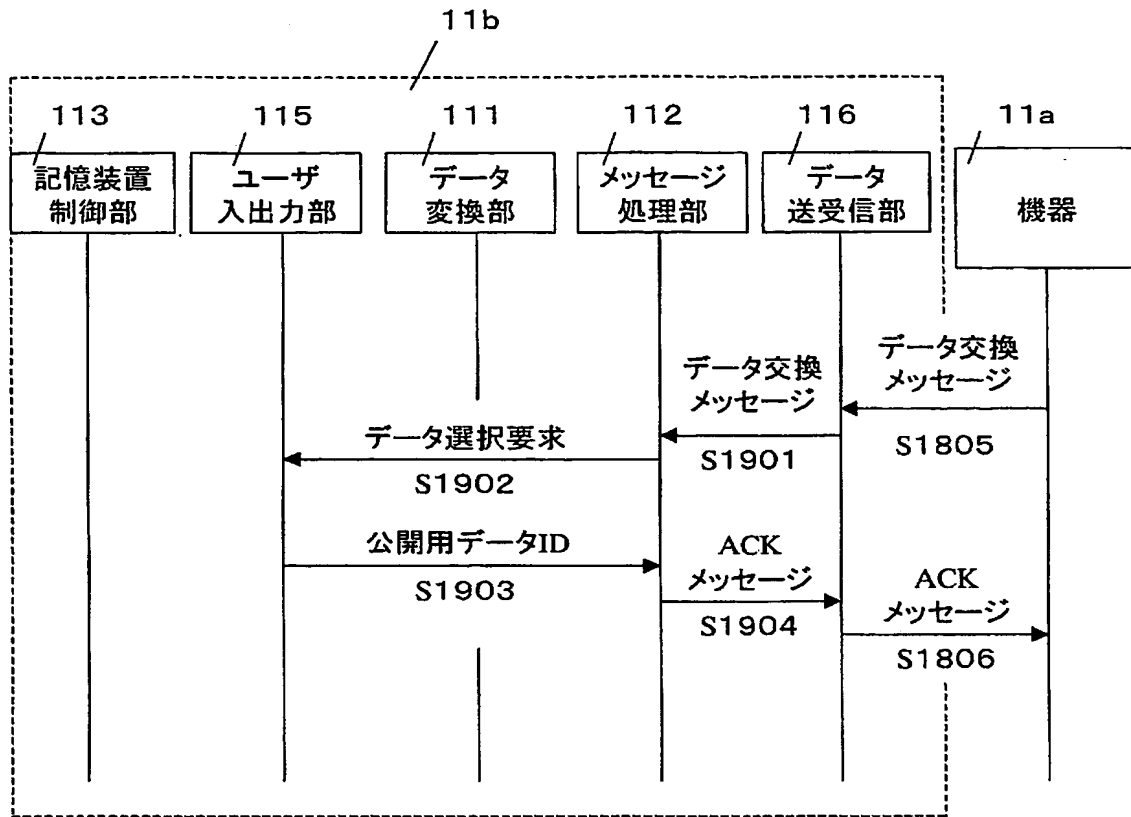 11b
113
115
111
112
116
11a
記憶装置
制御部
ユーザ
入出力部
データ
変換部
メッセージ
処理部
データ
送受信部
機器
データ交換
メッセージ
S1805
データ交換
メッセージ
S1901
データ選択要求
S1902
公開用データID
S1903
ACK
メッセージ
S1904
ACK
メッセージ
S1806